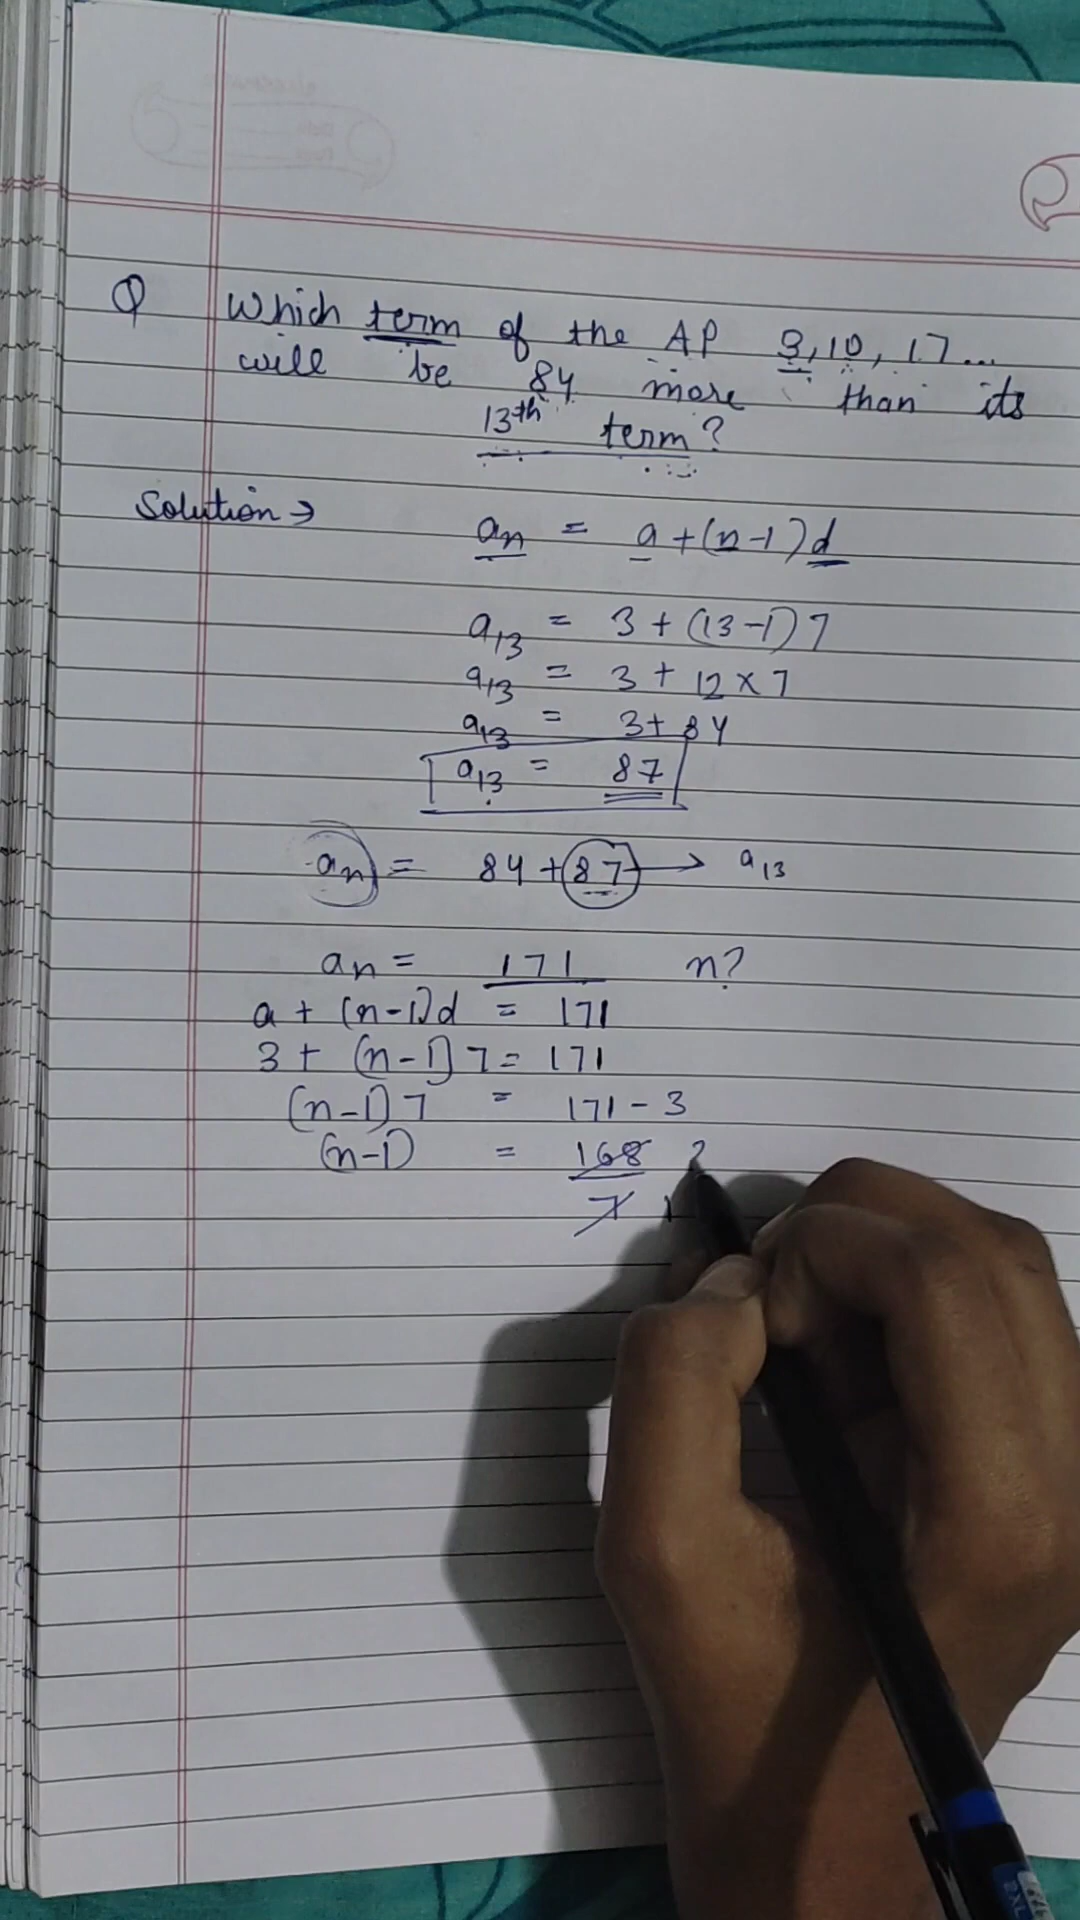 Q Which term of the AP 3, 10, 17...
will be 84 more than its
13th term?
Solution →
an = a + (n-1)d
a13 = 3 + (13-1)7
a13 = 3 + 12 × 7
a13 = 3 + 84
a13 = 87
an = 84 + 87 → a13
an = 171 n?
a + (n-1)d = 171
3 + (n-1)7 = 171
(n-1)7 = 171 - 3
(n-1) = 168 2
7 1